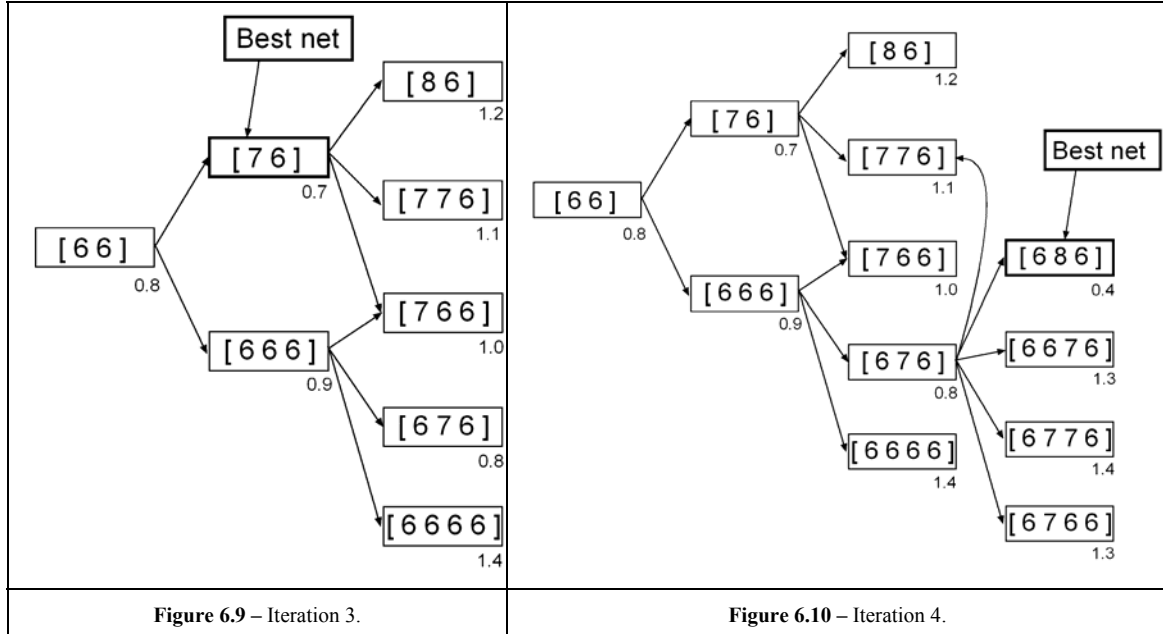 Best net
[ 8 6 ]
1.2
[ 7 6 ]
0.7
[ 7 7 6 ]
1.1
[ 6 6 ]
0.8
[ 7 6 6 ]
1.0
[ 6 6 6 ]
0.9
[ 6 7 6 ]
0.8
[ 6 6 6 6 ]
1.4
Figure 6.9 – Iteration 3.
[ 8 6 ]
1.2
[ 7 6 ]
0.7
[ 7 7 6 ]
1.1
Best net
[ 6 6 ]
0.8
[ 7 6 6 ]
1.0
[ 6 8 6 ]
0.4
[ 6 6 6 ]
0.9
[ 6 7 6 ]
0.8
[ 6 6 7 6 ]
1.3
[ 6 6 6 6 ]
1.4
[ 6 7 7 6 ]
1.4
[ 6 7 6 6 ]
1.3
Figure 6.10 – Iteration 4.